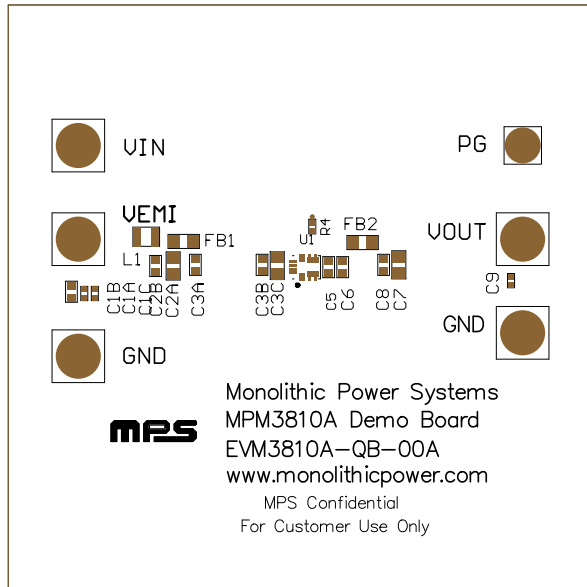 VIN
PG
VEMI
VOUT
R4
FB2
U1
FB1
L1
C9
C1B
C1A
C1C
C2B
C2A
C3A
C3B
C3C
C5
C6
C8
C7
GND
GND
Monolithic Power Systems
MPM3810A Demo Board
mps
EVM3810A-QB-00A
www.monolithicpower.com
MPS Confidential
For Customer Use Only